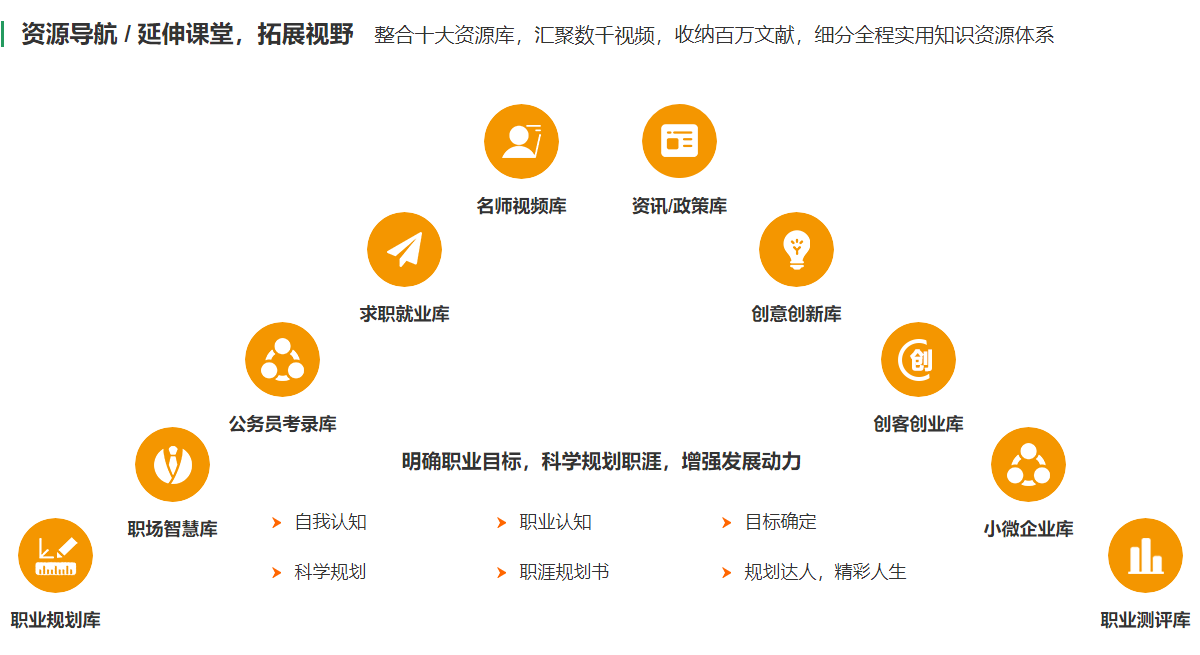 资源导航 / 延伸课堂，拓展视野 整合十大资源库，汇聚数千视频，收纳百万文献，细分全程实用知识资源体系
名师视频库 资讯/政策库
求职就业库 创意创新库
创
公务员考录库 创客创业库
明确职业目标，科学规划职涯，增强发展动力
职场智慧库 小微企业库
自我认知 职业认知 目标确定
科学规划 职涯规划书 规划达人，精彩人生
职业规划库 职业测评库